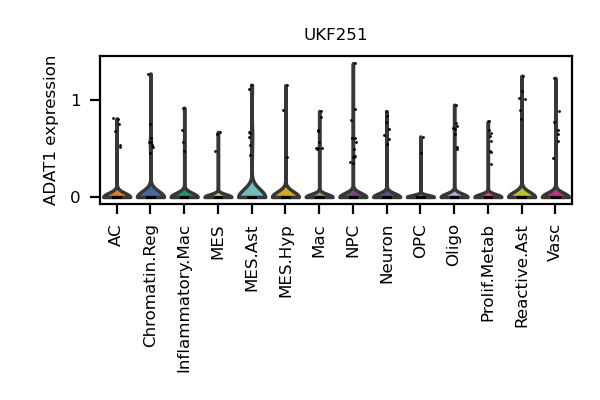 UKF251
ADAT1 expression
1
0
AC
Chromatin.Reg
Inflammatory.Mac
MES
MES.Ast
MES.Hyp
Mac
NPC
Neuron
OPC
Oligo
Prolif.Metab
Reactive.Ast
Vasc